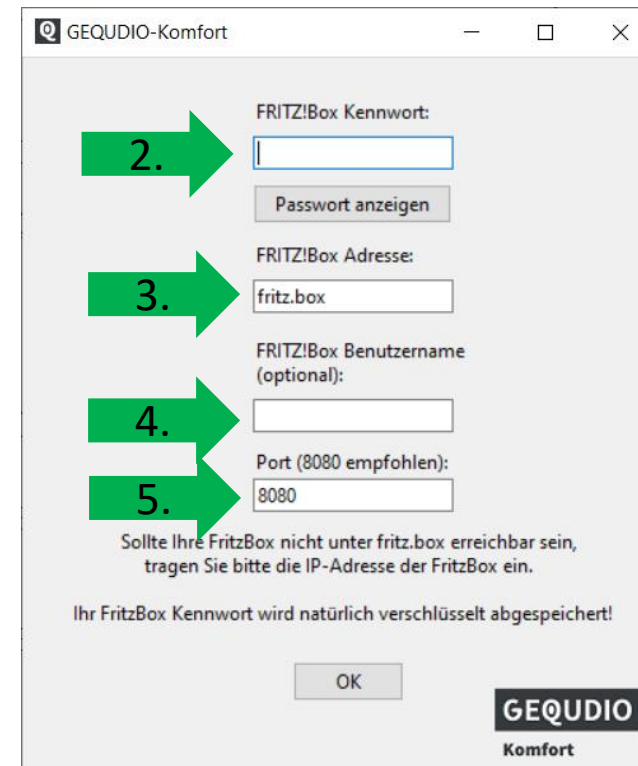 GEQUDIO-Komfort
FRITZ!Box Kennwort:
2.
Passwort anzeigen
FRITZ!Box Adresse:
3.
fritz.box
FRITZ!Box Benutzername
(optional):
4.
Port (8080 empfohlen):
5.
8080
Sollte Ihre FritzBox nicht unter fritz.box erreichbar sein,
tragen Sie bitte die IP-Adresse der FritzBox ein.
Ihr FritzBox Kennwort wird natürlich verschlüsselt abgespeichert!
OK
GEQUDIO
Komfort